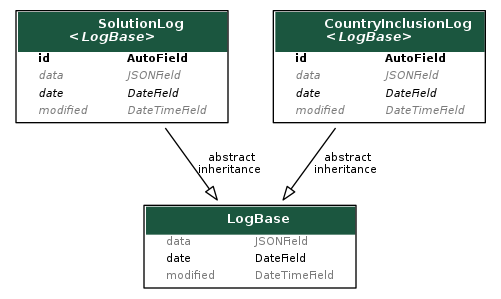 SolutionLog
<LogBase>
id AutoField
data JSONField
date DateField
modified DateTimeField
CountryInclusionLog
<LogBase>
id AutoField
data JSONField
date DateField
modified DateTimeField
abstract
inheritance
abstract
inheritance
LogBase
data JSONField
date DateField
modified DateTimeField